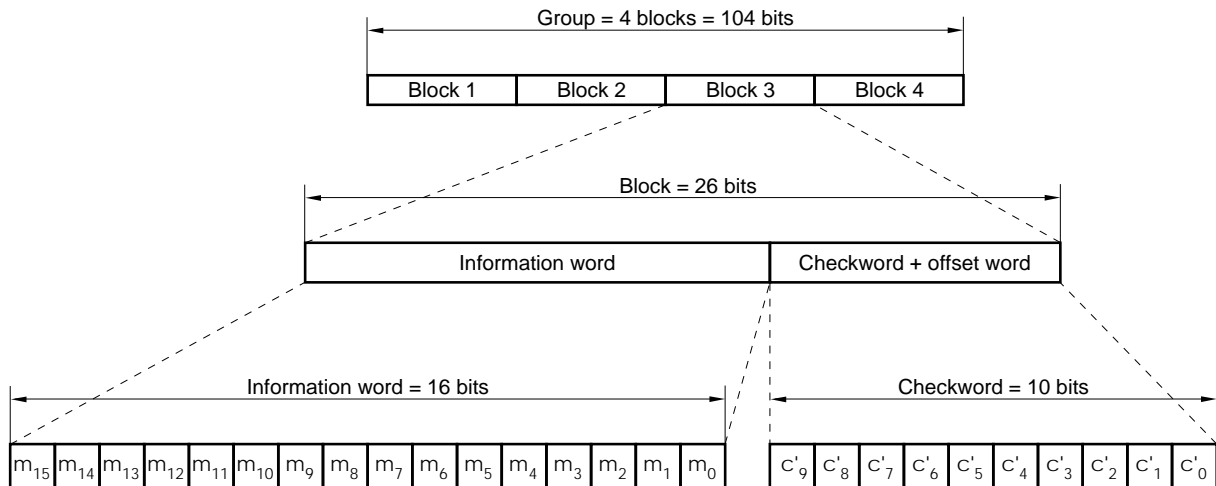 Group = 4 blocks = 104 bits
Block 1 Block 2 Block 3 Block 4
Block = 26 bits
Information word Checkword + offset word
Information word = 16 bits Checkword = 10 bits
m15 m14 m13 m12 m11 m10 m9 m8 m7 m6 m5 m4 m3 m2 m1 m0 c'9 c'8 c'7 c'6 c'5 c'4 c'3 c'2 c'1 c'0